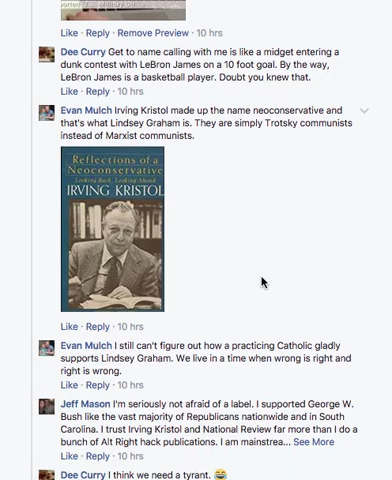 Like · Reply · Remove Preview · 10 hrs
Dee Curry Get to name calling with me is like a midget entering a
dunk contest with LeBron James on a 10 foot goal. By the way,
LeBron James is a basketball player. Doubt you knew that.
Like · Reply · 10 hrs
Evan Mulch Irving Kristol made up the name neoconservative and
that's what Lindsey Graham is. They are simply Trotsky communists
instead of Marxist communists.
Reflections of a
Neoconservative
Looking Back, Looking Ahead
IRVING KRISTOL
Like · Reply · 10 hrs
Evan Mulch I still can't figure out how a practicing Catholic gladly
supports Lindsey Graham. We live in a time when wrong is right and
right is wrong.
Like · Reply · 10 hrs
Jeff Mason I'm seriously not afraid of a label. I supported George W.
Bush like the vast majority of Republicans nationwide and in South
Carolina. I trust Irving Kristol and National Review far more than I do a
bunch of Alt Right hack publications. I am mainstrea... See More
Like · Reply · 10 hrs
Dee Curry I think we need a tyrant. 😂